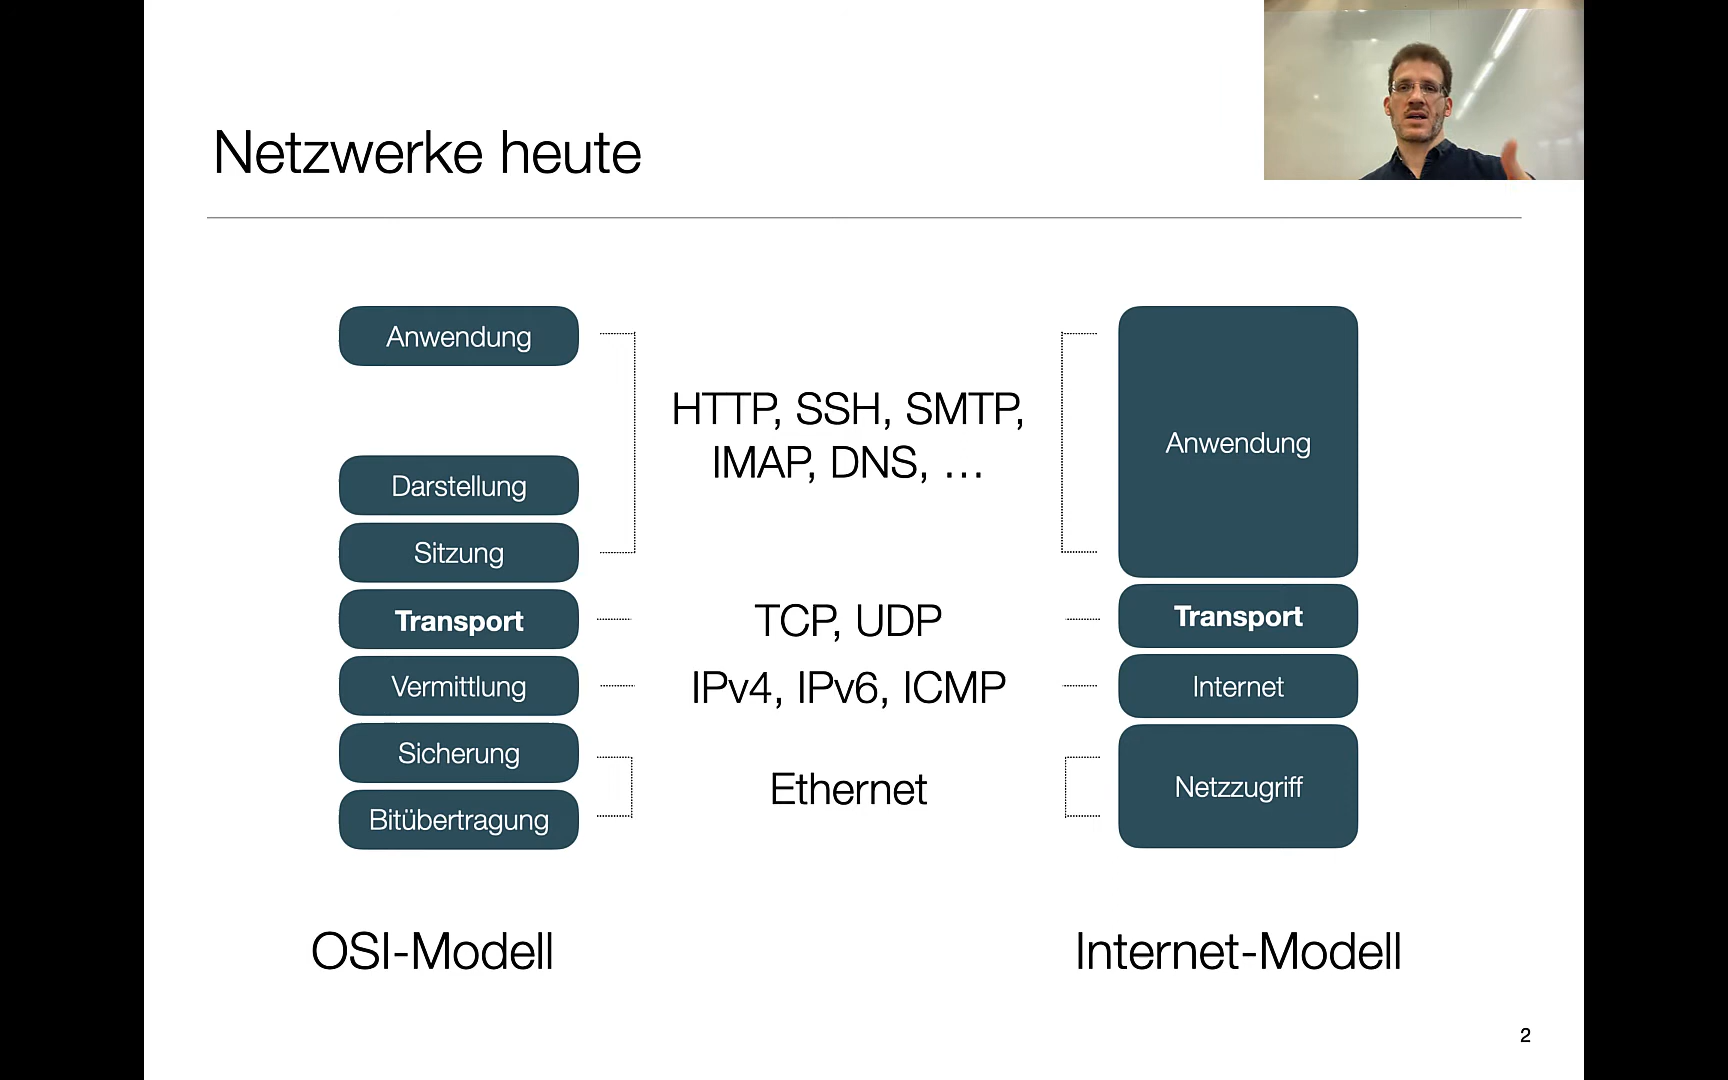 Netzwerke heute
Anwendung
Darstellung
Sitzung
Transport
Vermittlung
Sicherung
Bitübertragung
HTTP, SSH, SMTP,
IMAP, DNS, …
TCP, UDP
IPv4, IPv6, ICMP
Ethernet
Anwendung
Transport
Internet
Netzzugriff
OSI-Modell
Internet-Modell
2